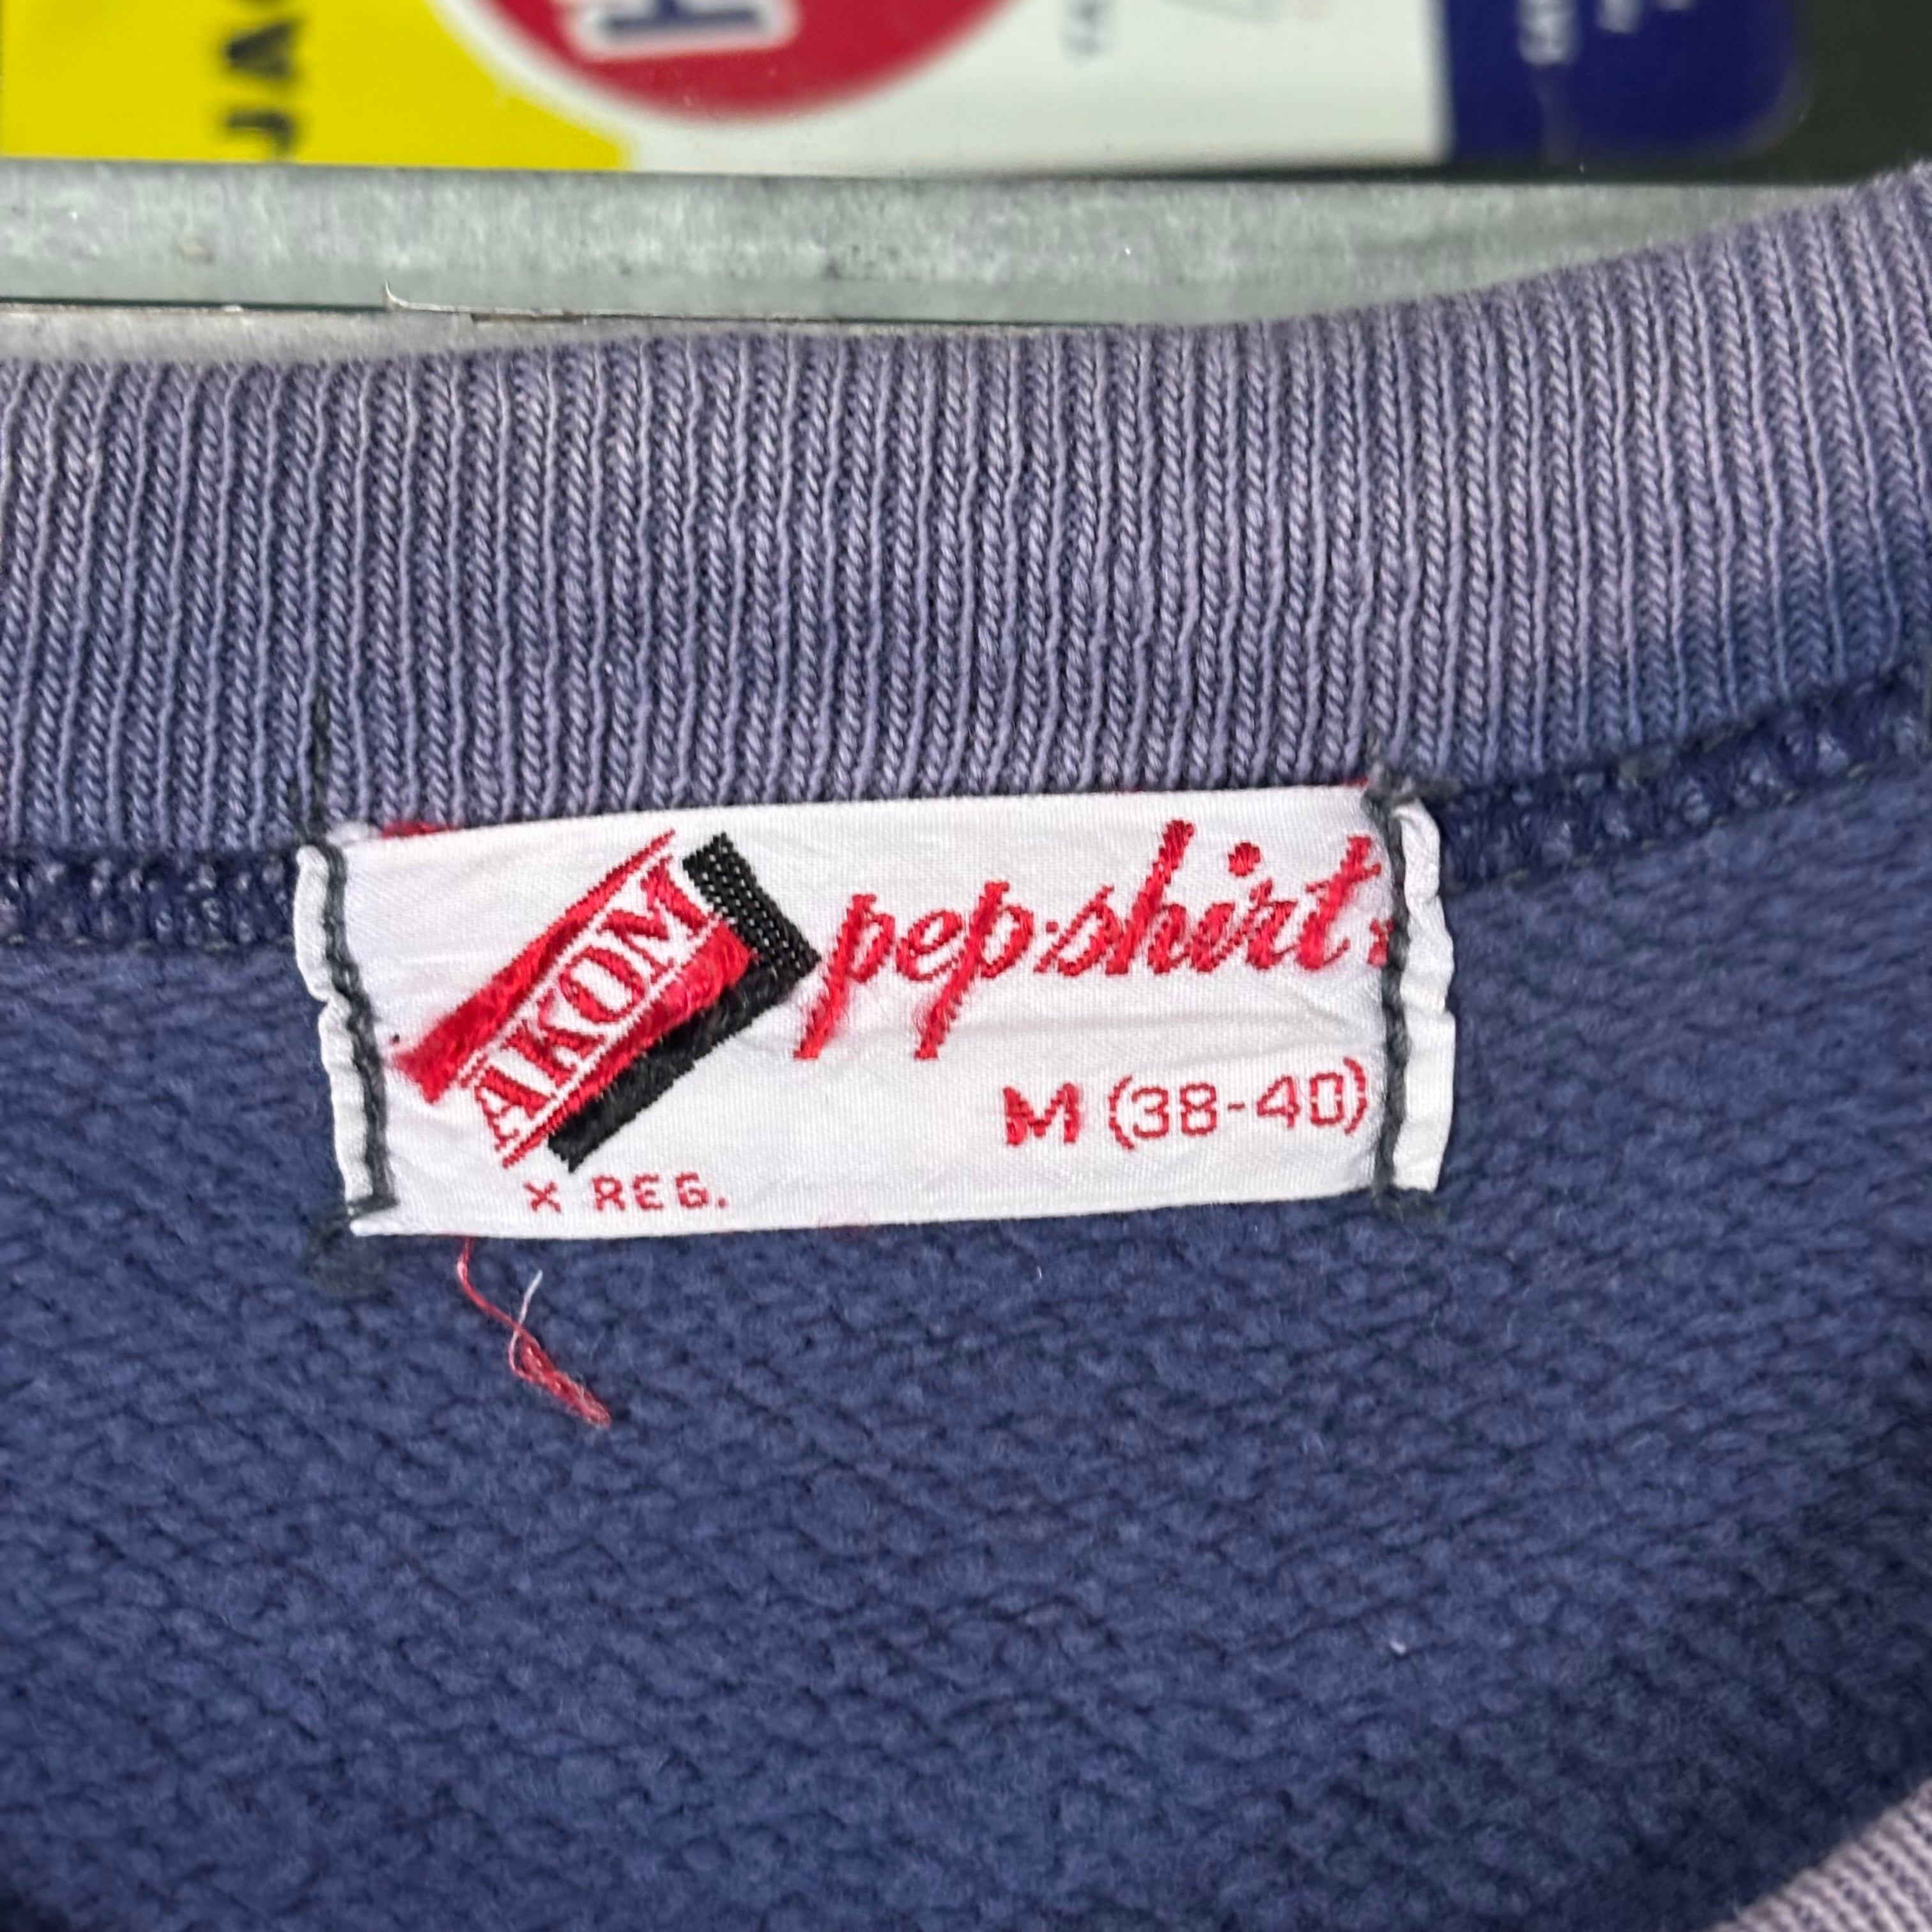 AKOM
pep-shirt
M (38-40)
X REG.